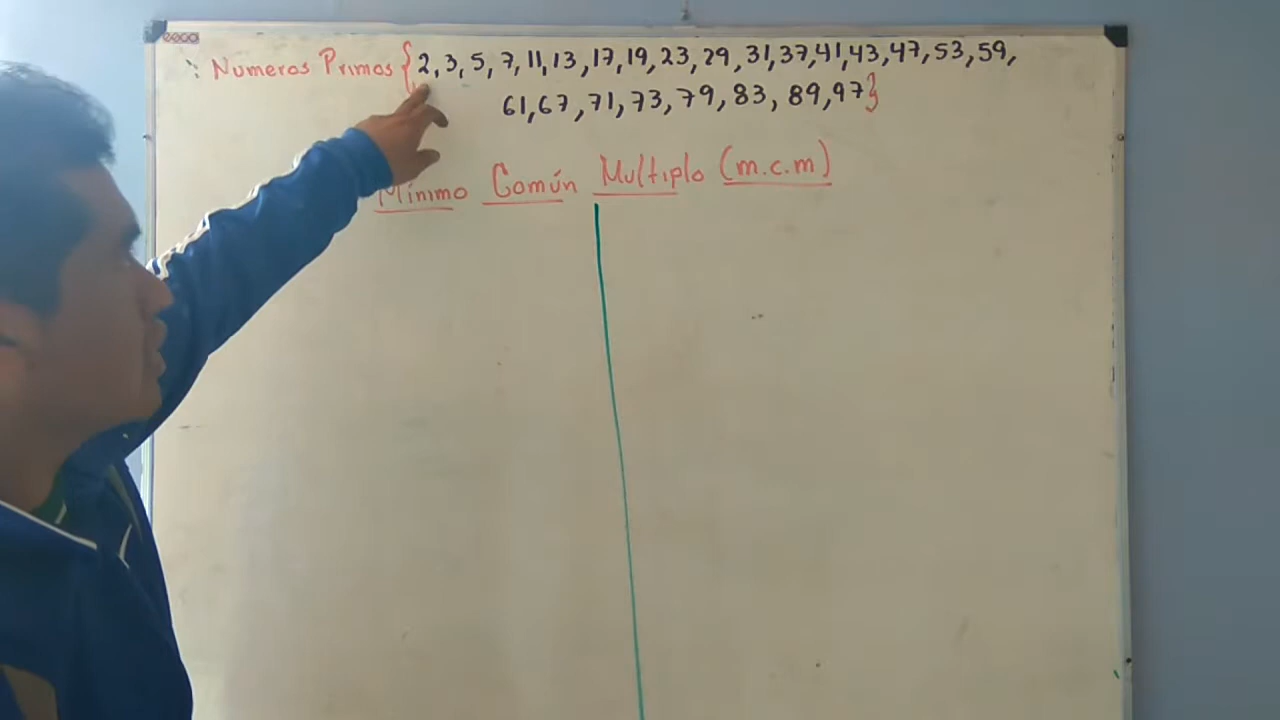 Numeros Primos {2, 3, 5, 7, 11, 13, 17, 19, 23, 29, 31, 37, 41, 43, 47, 53, 59,
61, 67, 71, 73, 79, 83, 89, 97}
Mínimo Común Multiplo (m.c.m)